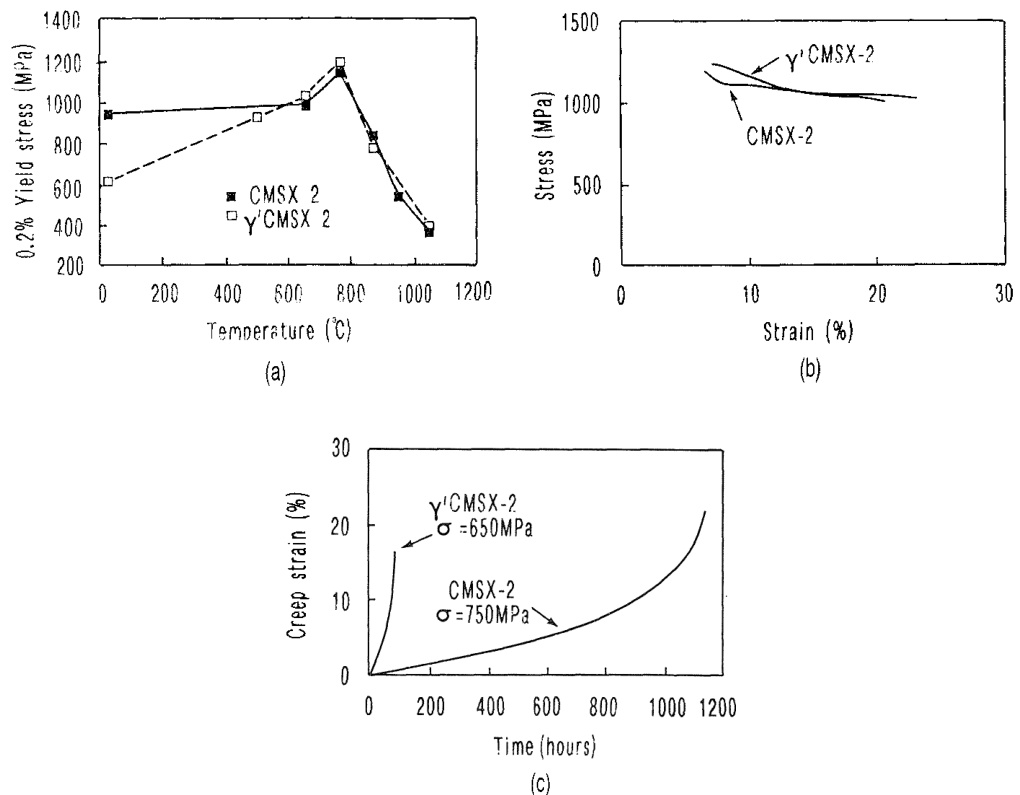 1400
1200
1000
800
600
400
200
0.2% Yield stress (MPa)
CMSX 2
γ'CMSX 2
0 200 400 600 800 1000 1200
Temperature (°C)
(a)
1500
1000
500
0
Stress (MPa)
γ'CMSX-2
CMSX-2
0 10 20 30
Strain (%)
(b)
30
20
10
0
Creep strain (%)
γ'CMSX-2
σ =650MPa
CMSX-2
σ =750MPa
0 200 400 600 800 1000 1200
Time (hours)
(c)